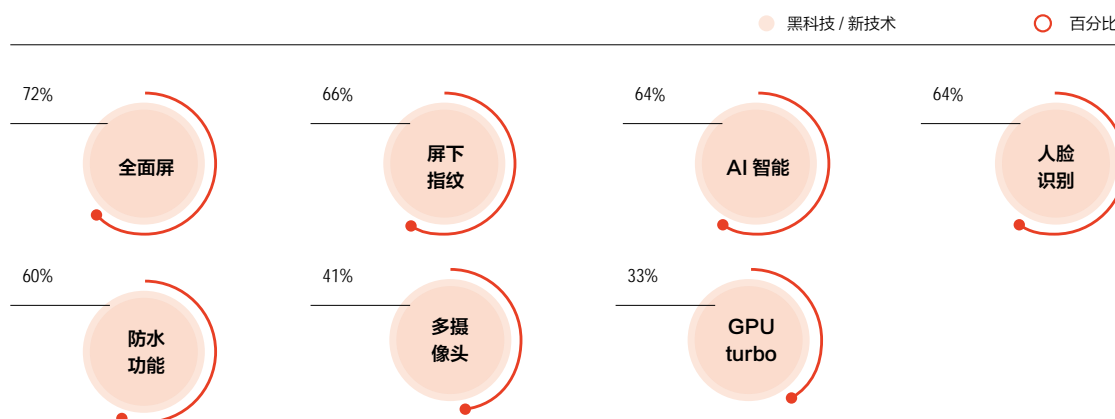 黑科技 / 新技术 百分比
72% 66% 64% 64%
全面屏
屏下
指纹
AI 智能
人脸
识别
60% 41% 33%
防水
功能
多摄
像头
GPU
turbo